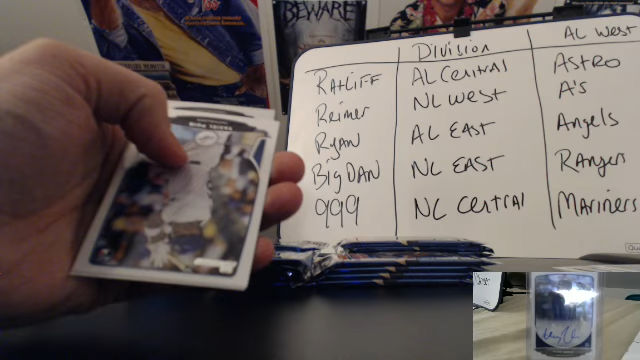 BEWARE
Division AL West
Ratliff AL Central Astro
Reimer NL West A's
Ryan AL East Angels
Big Dan NL East Rangers
999 NL Central Mariners